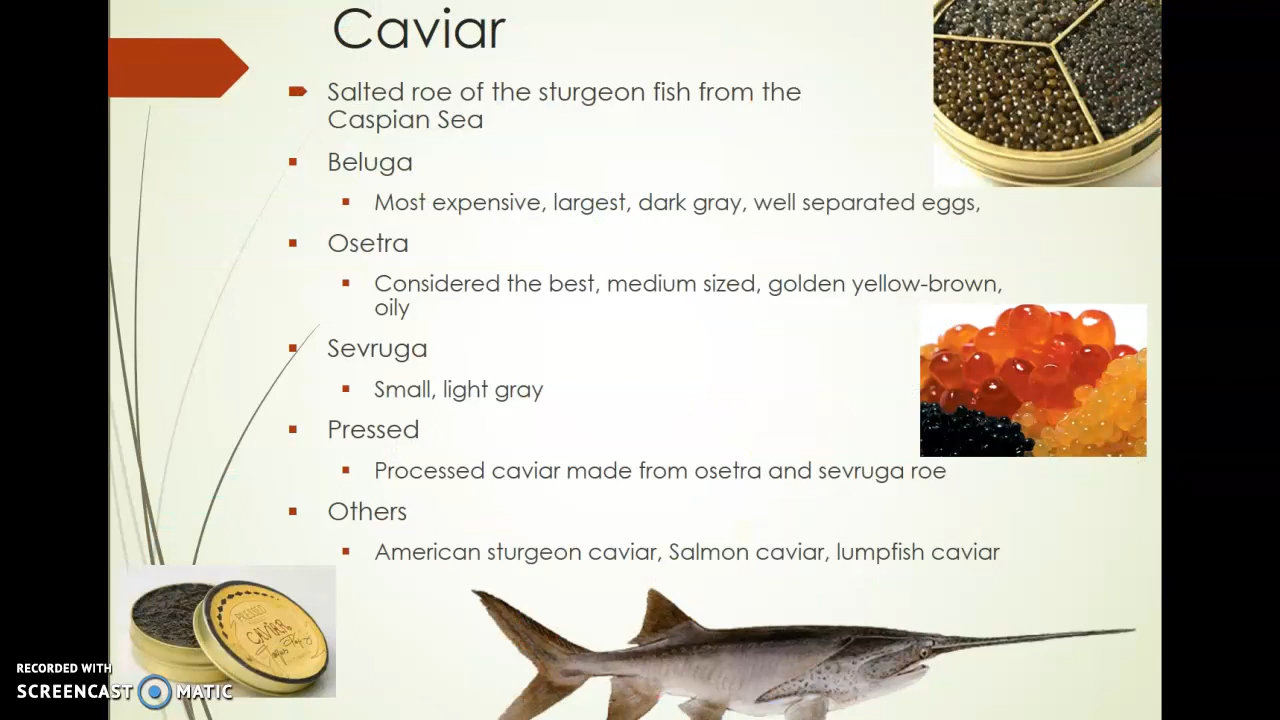 Caviar
Salted roe of the sturgeon fish from the
Caspian Sea
Beluga
Most expensive, largest, dark gray, well separated eggs,
Osetra
Considered the best, medium sized, golden yellow-brown,
oily
Sevruga
Small, light gray
Pressed
Processed caviar made from osetra and sevruga roe
Others
American sturgeon caviar, Salmon caviar, lumpfish caviar
PRESSED
CAVIAR
RECORDED WITH
SCREENCAST MATIC